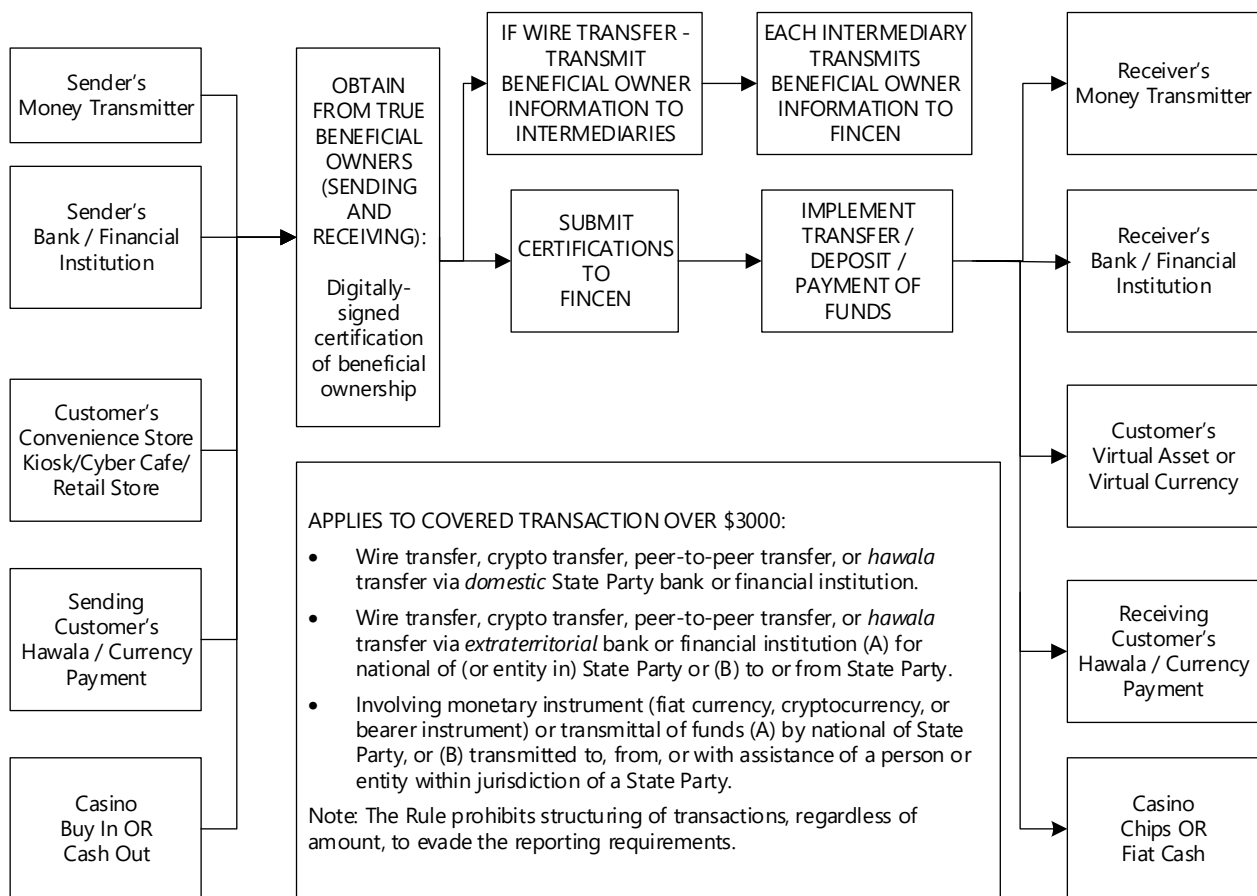 Sender’s
Money Transmitter
Sender’s
Bank / Financial
Institution
Customer’s
Convenience Store
Kiosk/Cyber Cafe/
Retail Store
Sending
Customer’s
Hawala / Currency
Payment
Casino
Buy In OR
Cash Out
OBTAIN
FROM TRUE
BENEFICIAL
OWNERS
(SENDING
AND
RECEIVING):
Digitally-
signed
certification
of beneficial
ownership
IF WIRE TRANSFER -
TRANSMIT
BENEFICIAL OWNER
INFORMATION TO
INTERMEDIARIES
EACH INTERMEDIARY
TRANSMITS
BENEFICIAL OWNER
INFORMATION TO
FINCEN
SUBMIT
CERTIFICATIONS
TO
FINCEN
IMPLEMENT
TRANSFER /
DEPOSIT /
PAYMENT OF
FUNDS
Receiver’s
Money Transmitter
Receiver’s
Bank / Financial
Institution
Customer’s
Virtual Asset or
Virtual Currency
Receiving
Customer’s
Hawala / Currency
Payment
Casino
Chips OR
Fiat Cash
APPLIES TO COVERED TRANSACTION OVER $3000:
• Wire transfer, crypto transfer, peer-to-peer transfer, or hawala
transfer via domestic State Party bank or financial institution.
• Wire transfer, crypto transfer, peer-to-peer transfer, or hawala
transfer via extraterritorial bank or financial institution (A) for
national of (or entity in) State Party or (B) to or from State Party.
• Involving monetary instrument (fiat currency, cryptocurrency, or
bearer instrument) or transmittal of funds (A) by national of State
Party, or (B) transmitted to, from, or with assistance of a person or
entity within jurisdiction of a State Party.
Note: The Rule prohibits structuring of transactions, regardless of
amount, to evade the reporting requirements.